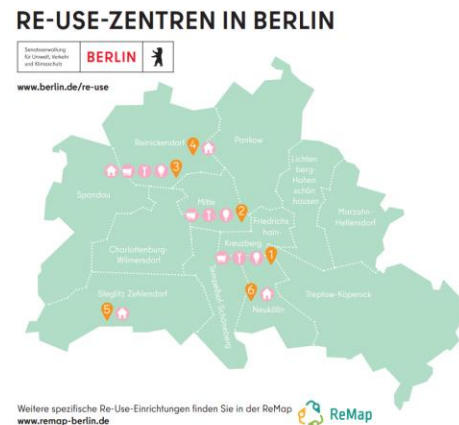 RE-USE-ZENTREN IN BERLIN
Senatsverwaltung
für Umwelt, Verkehr
und Klimaschutz
BERLIN
www.berlin.de/re-use
4
Reinickendorf
Pankow
3
Lichten
berg-
Hohen
schön
hausen
Spandau
Mitte
2
Marzahn-
Hellersdorf
Friedrichs
hain-
Charlottenburg-
Wilmersdorf
Kreuzberg
1
Tempelhof-Schöneberg
Steglitz Zehlendorf
6
Neukölln
Treptow-Köpenick
5
Weitere spezifische Re-Use-Einrichtungen finden Sie in der ReMap
www.remap-berlin.de
ReMap